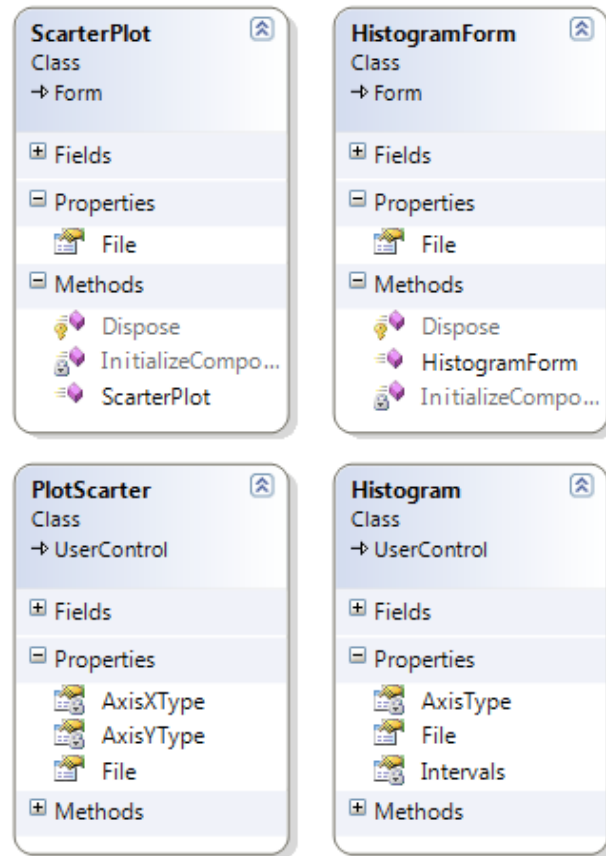 ScarterPlot
Class
→ Form
Fields
Properties
File
Methods
Dispose
InitializeCompo...
ScarterPlot
HistogramForm
Class
→ Form
Fields
Properties
File
Methods
Dispose
HistogramForm
InitializeCompo...
PlotScarter
Class
→ UserControl
Fields
Properties
AxisXType
AxisYType
File
Methods
Histogram
Class
→ UserControl
Fields
Properties
AxisType
File
Intervals
Methods